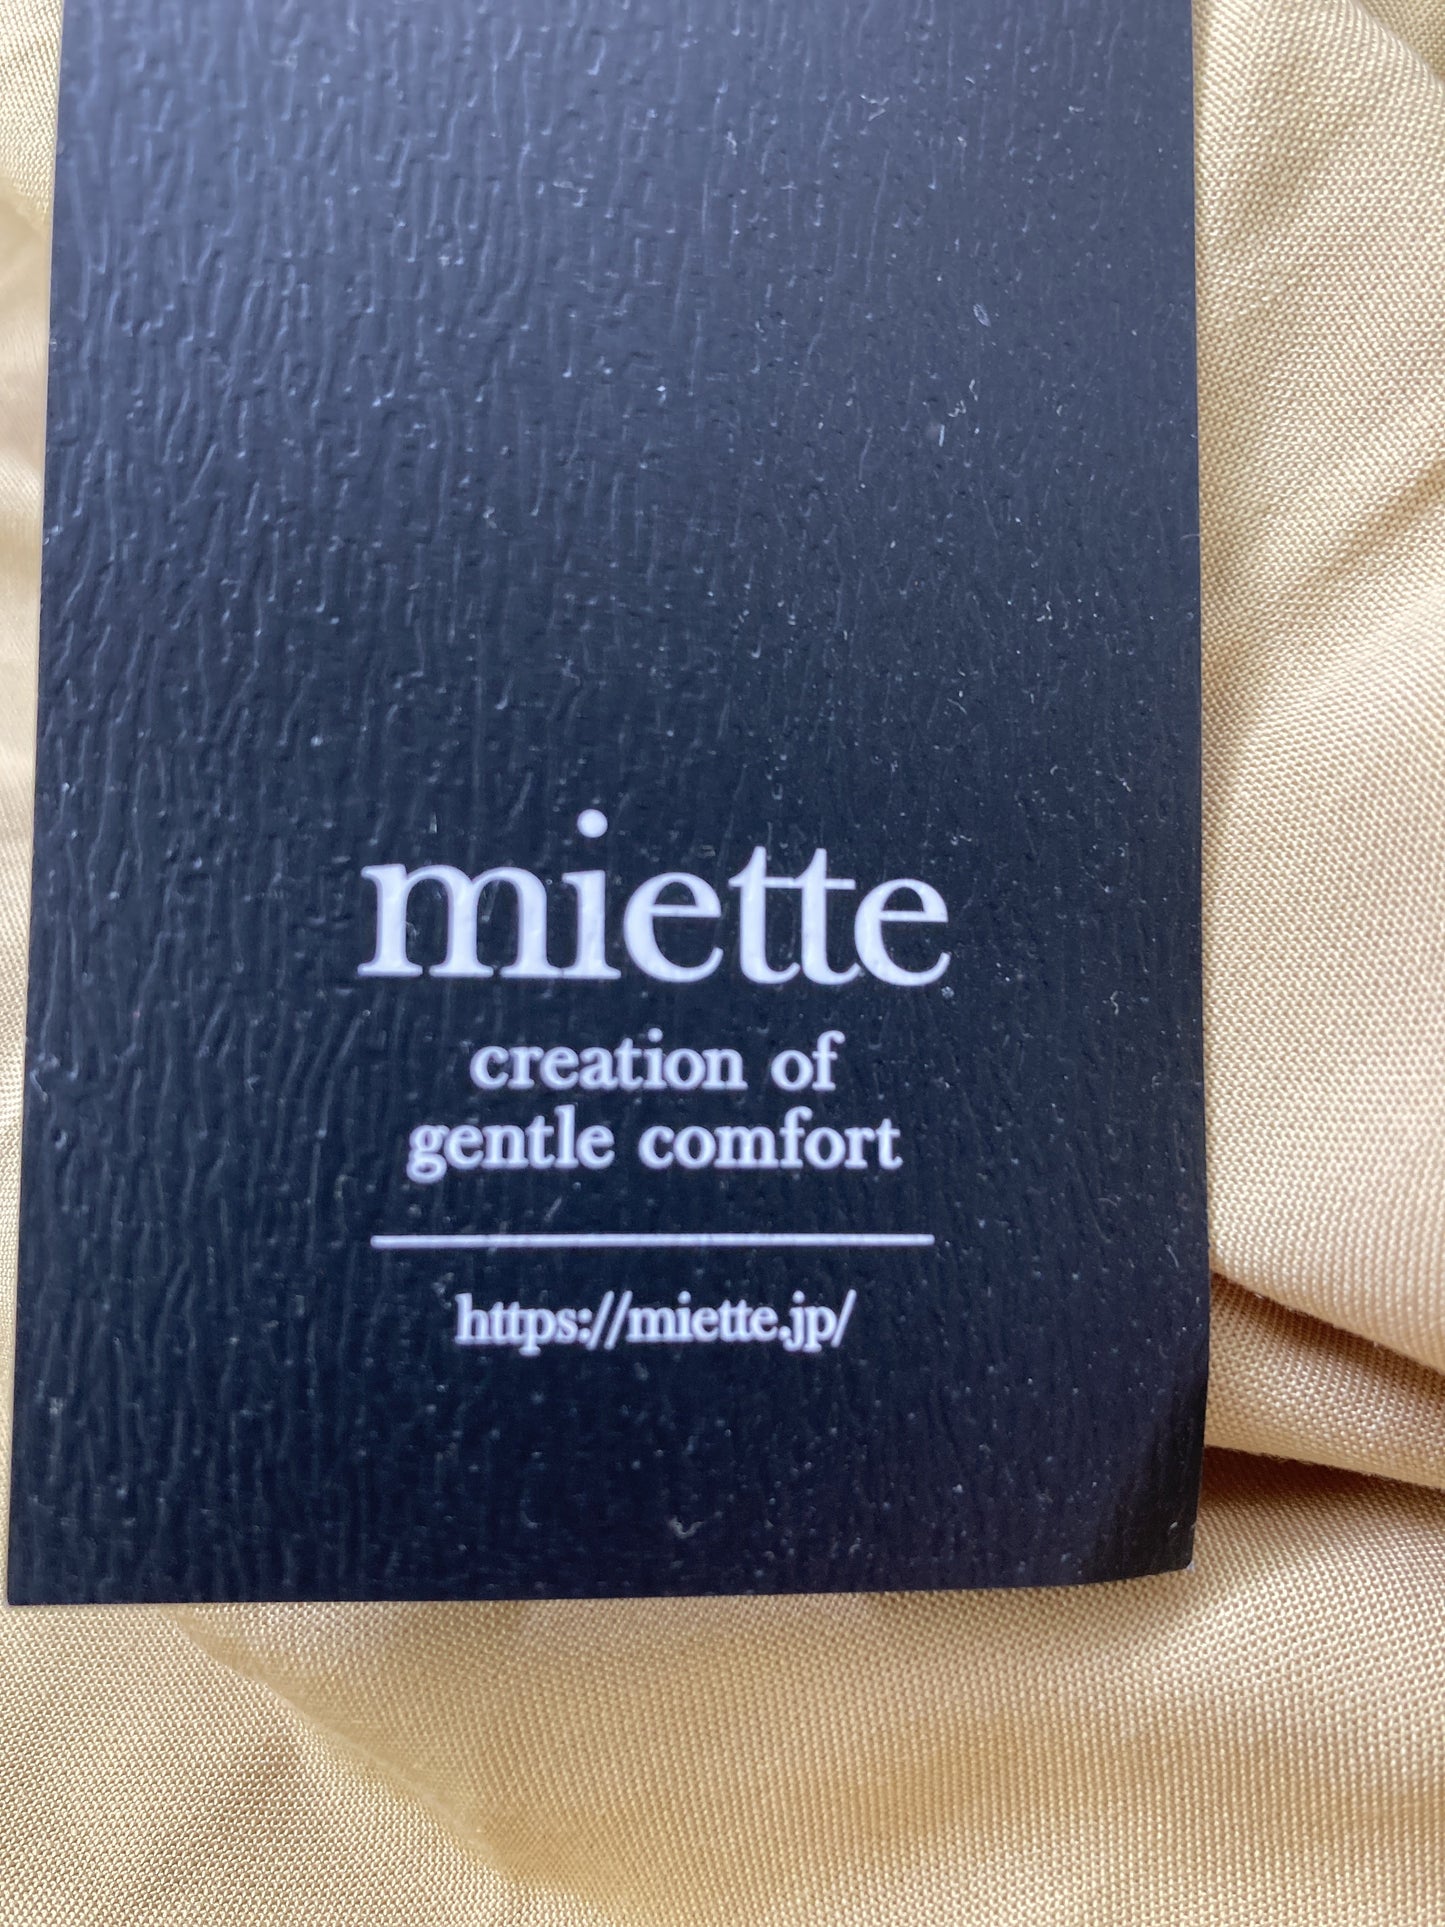 miette
creation of
gentle comfort
https://miette.jp/